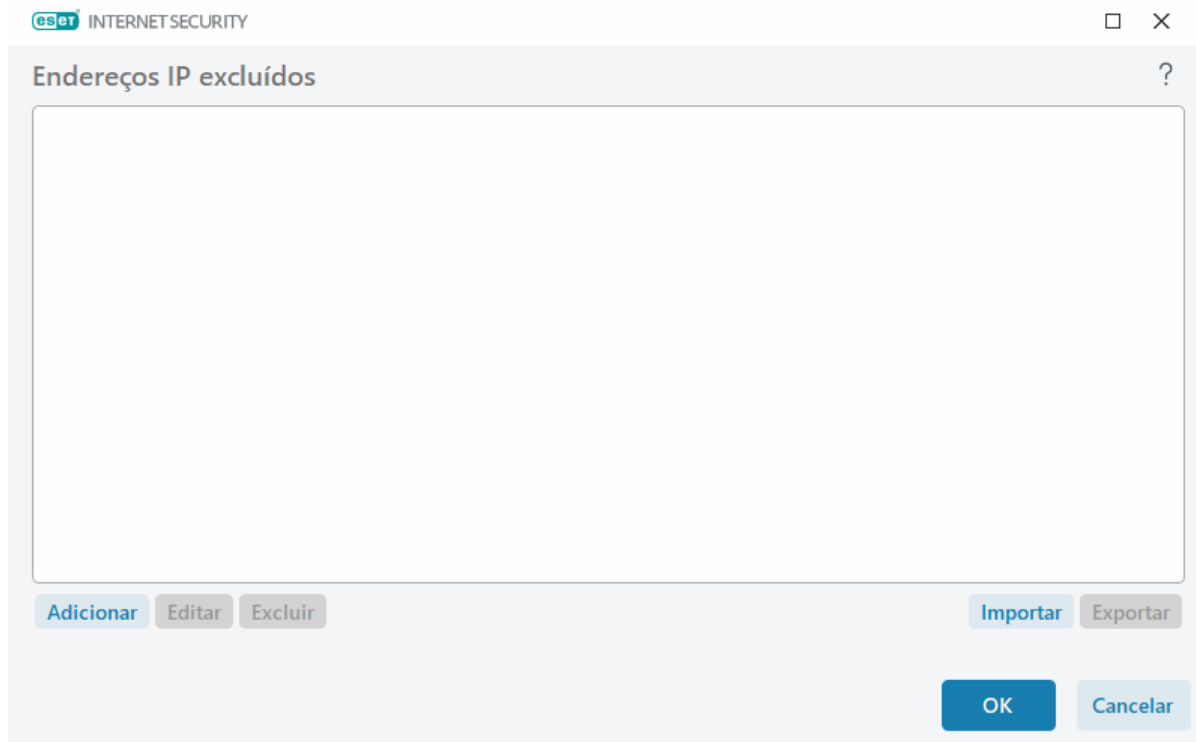 eset INTERNET SECURITY
Endereços IP excluídos ?
Adicionar Editar Excluir Importar Exportar
OK Cancelar